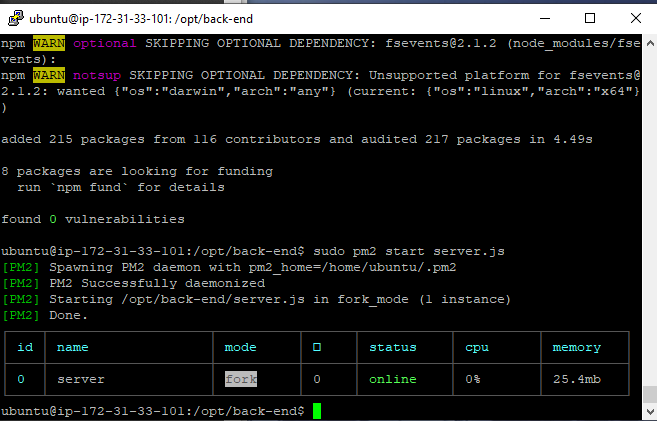 ubuntu@ip-172-31-33-101: /opt/back-end
npm WARN optional SKIPPING OPTIONAL DEPENDENCY: fsevents@2.1.2 (node_modules/fse
vents):
npm WARN notsup SKIPPING OPTIONAL DEPENDENCY: Unsupported platform for fsevents@
2.1.2: wanted {"os":"darwin","arch":"any"} (current: {"os":"linux","arch":"x64"}
)
added 215 packages from 116 contributors and audited 217 packages in 4.49s
8 packages are looking for funding
run `npm fund` for details
found 0 vulnerabilities
ubuntu@ip-172-31-33-101:/opt/back-end$ sudo pm2 start server.js
[PM2] Spawning PM2 daemon with pm2_home=/home/ubuntu/.pm2
[PM2] PM2 Successfully daemonized
[PM2] Starting /opt/back-end/server.js in fork_mode (1 instance)
[PM2] Done.
id name mode □ status cpu memory
0 server fork 0 online 0% 25.4mb
ubuntu@ip-172-31-33-101:/opt/back-end$